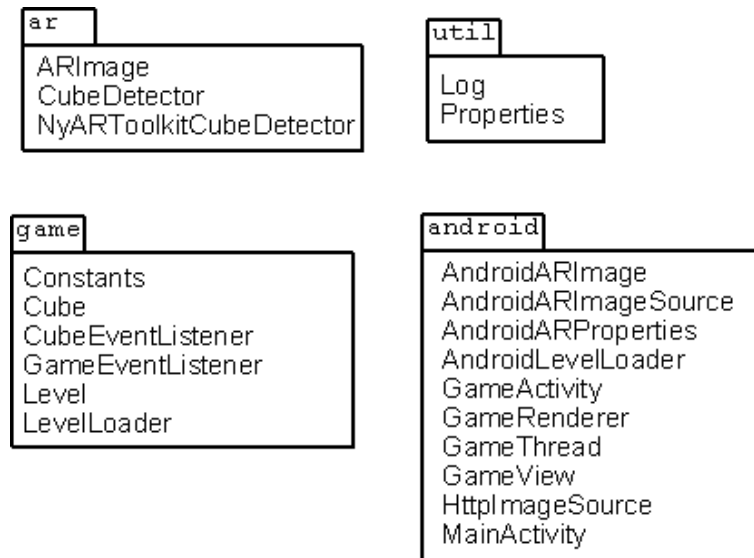 ar
ARImage
CubeDetector
NyARToolkitCubeDetector
util
Log
Properties
game
Constants
Cube
CubeEventListener
GameEventListener
Level
LevelLoader
android
AndroidARImage
AndroidARImageSource
AndroidARProperties
AndroidLevelLoader
GameActivity
GameRenderer
GameThread
GameView
HttpImageSource
MainActivity